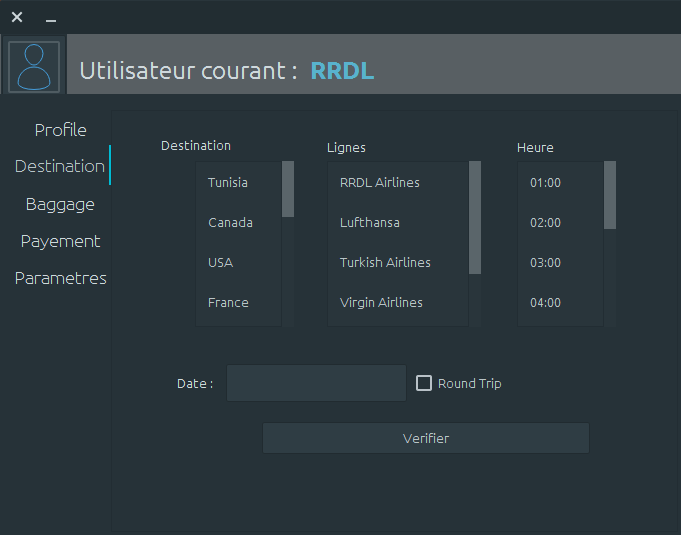 Utilisateur courant : RRDL
Profile
Destination
Baggage
Payement
Parametres
Destination
Tunisia
Canada
USA
France
Lignes
RRDL Airlines
Lufthansa
Turkish Airlines
Virgin Airlines
Heure
01:00
02:00
03:00
04:00
Date :
Round Trip
Verifier